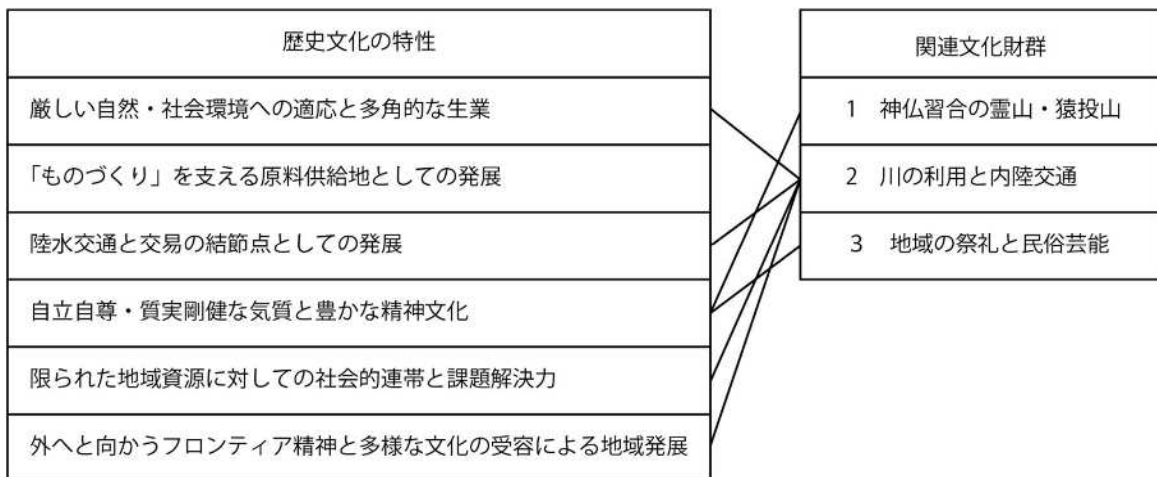 歴史文化の特性
厳しい自然・社会環境への適応と多角的な生業
「ものづくり」を支える原料供給地としての発展
陸水交通と交易の結節点としての発展
自立自尊・質実剛健な気質と豊かな精神文化
限られた地域資源に対しての社会的連帯と課題解決力
外へと向かうフロンティア精神と多様な文化の受容による地域発展
関連文化財群
1 神仏習合の霊山・猿投山
2 川の利用と内陸交通
3 地域の祭礼と民俗芸能